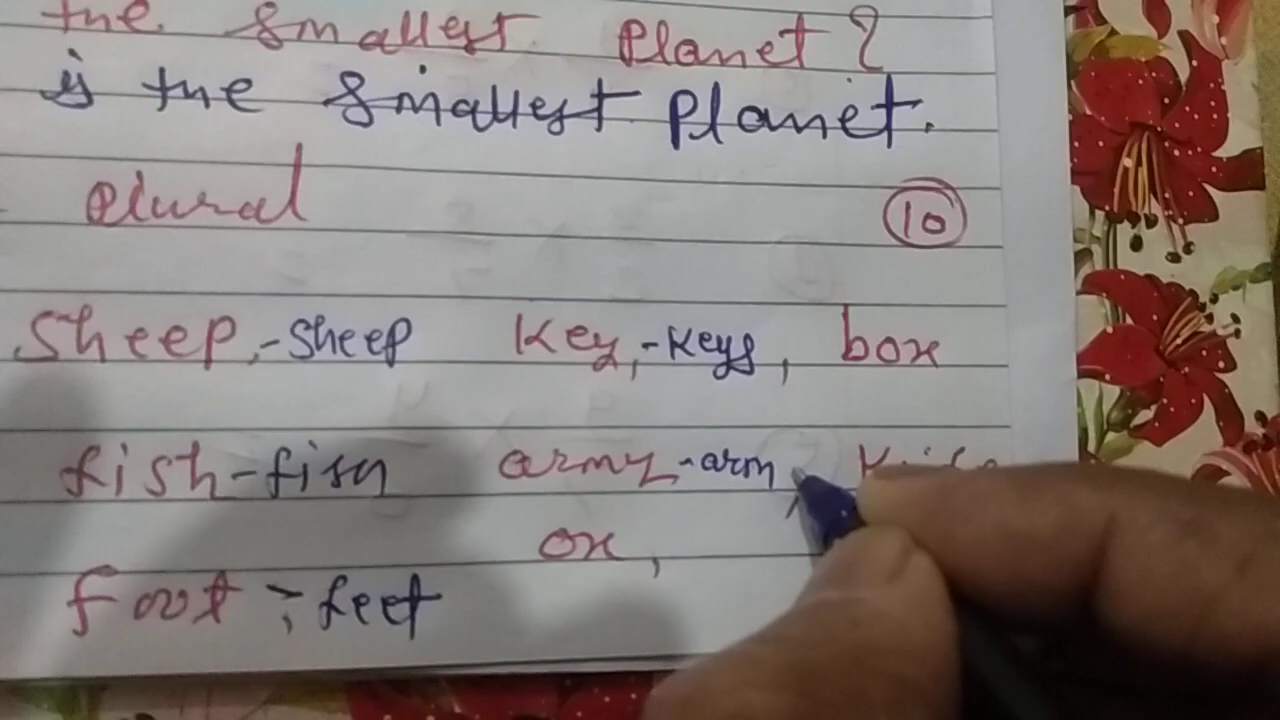 the smallest Planet?
is the smallest Planet.
Plural 10
Sheep,-Sheep Key,-Keys, box
fish-fish army-arm
ox,
foot - feet